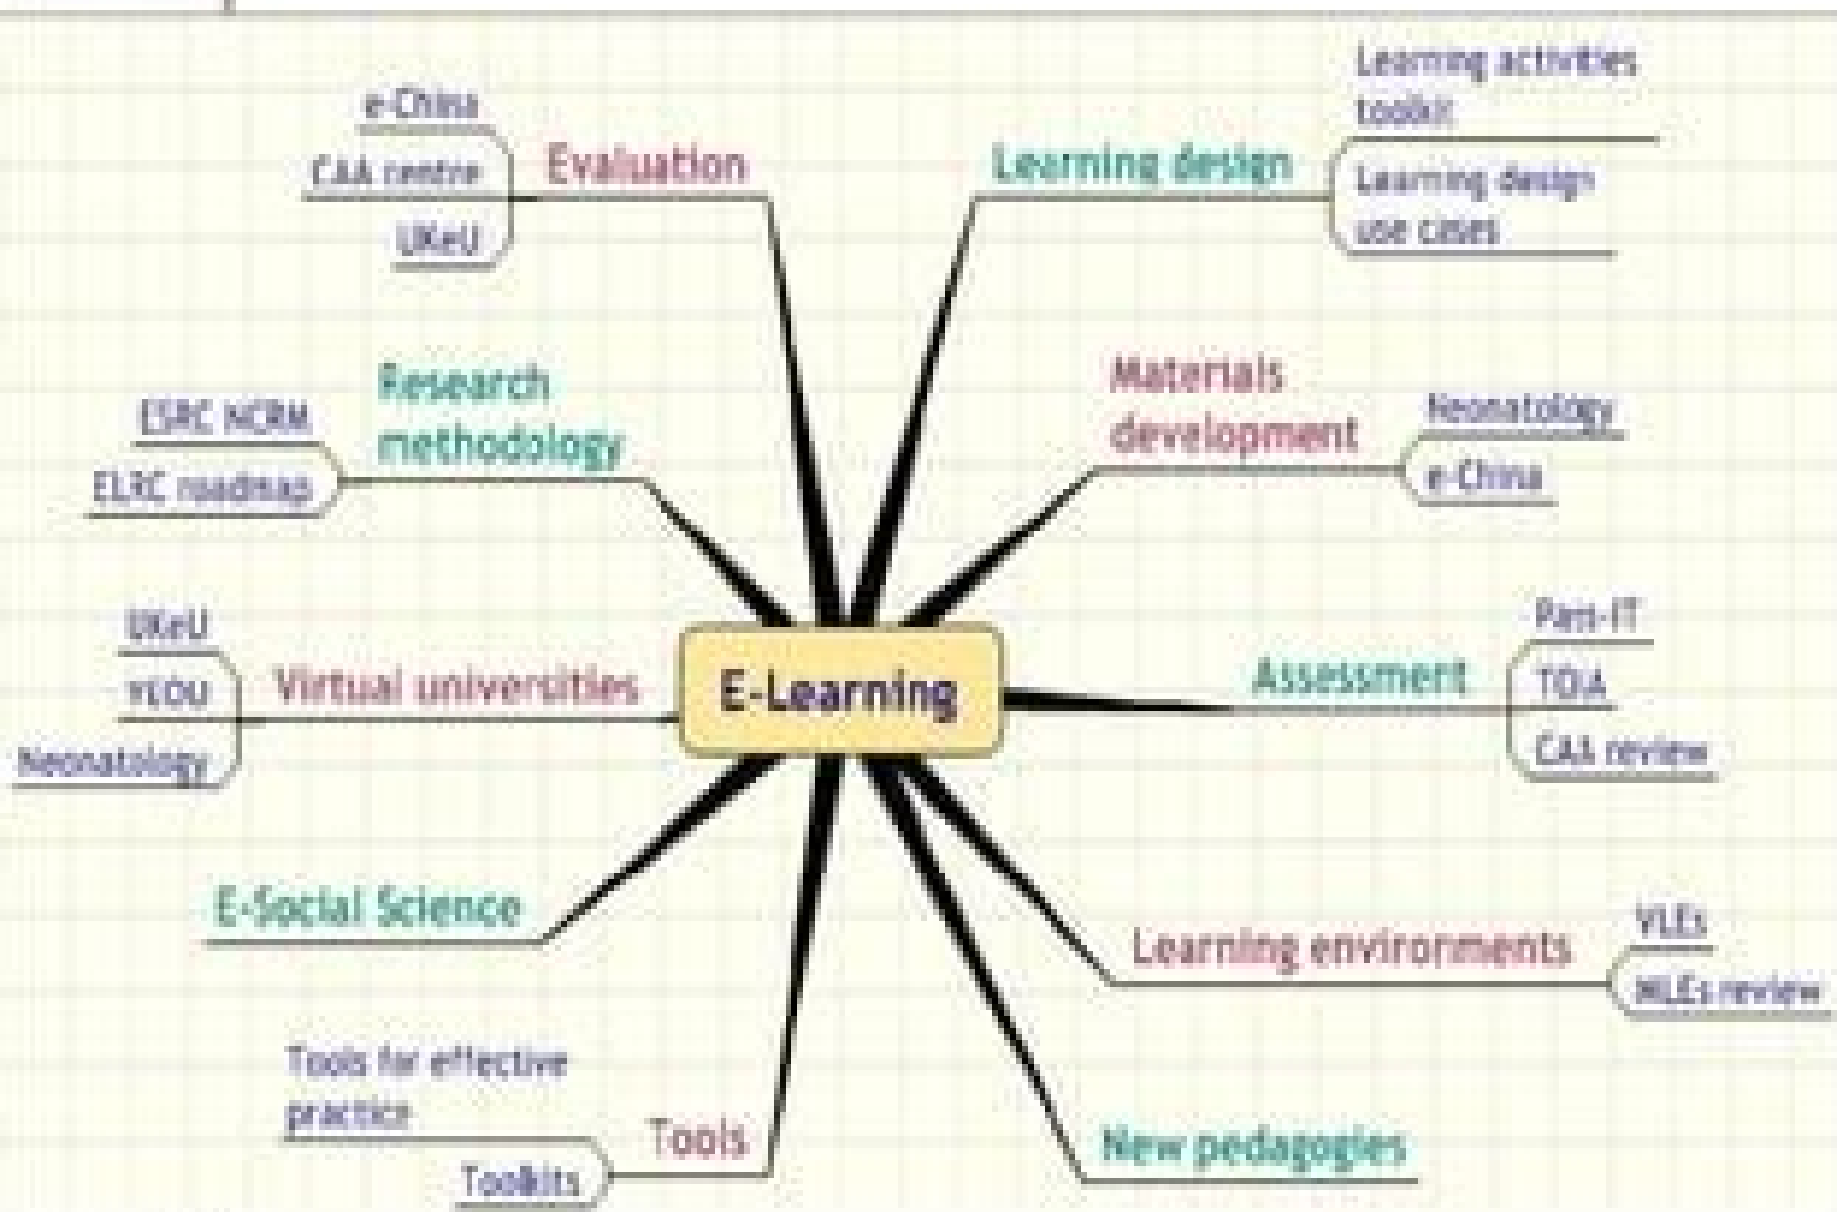 e-China
CAA centre
UKeU
Evaluation
Learning design
Learning activities
toolkit
Learning design
use cases
Research
methodology
ESRC NCRM
ELRC roadmap
Materials
development
Neonatology
e-China
UKeU
Neonatology
Virtual universities
E-Learning
Assessment
Pass-IT
TOIA
CAA review
E-Social Science
Learning environments
VLEs
MLEs review
Tools for effective
practice
Toolkits
Tools
New pedagogies